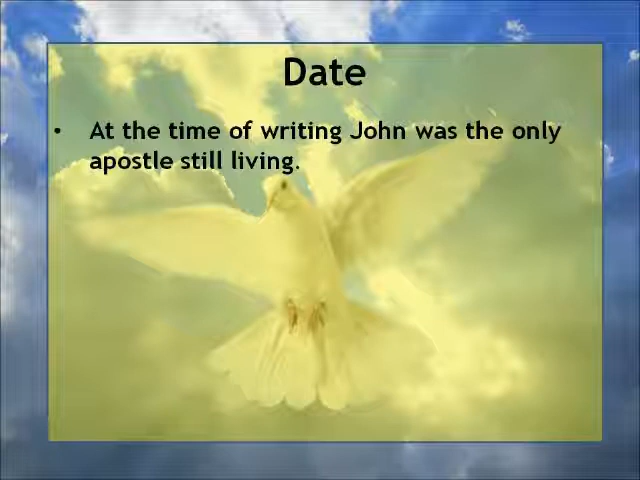 Date
• At the time of writing John was the only
apostle still living.